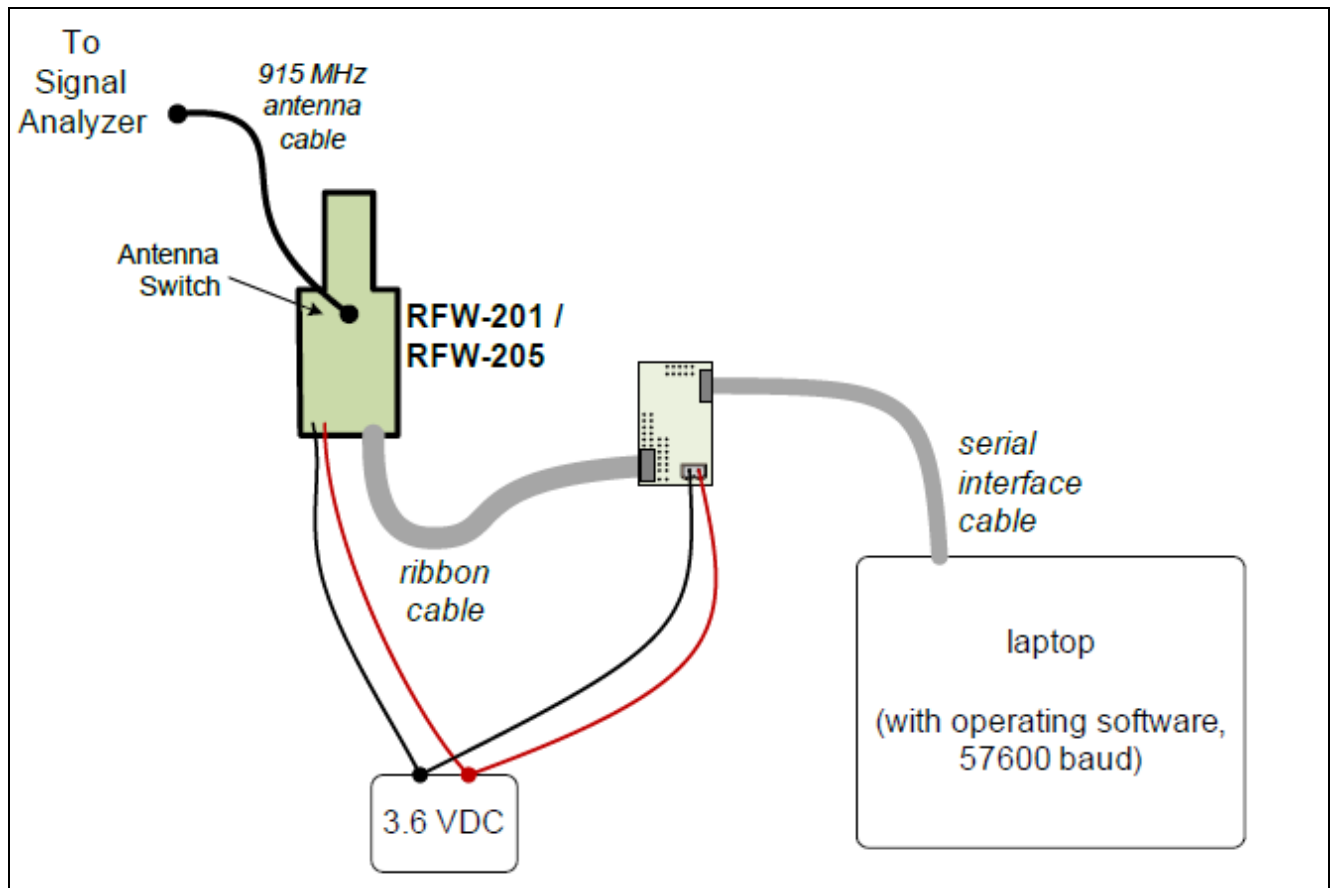 To
Signal
Analyzer
915 MHz
antenna
cable
Antenna
Switch
RFW-201 /
RFW-205
ribbon
cable
serial
interface
cable
laptop
(with operating software,
57600 baud)
3.6 VDC